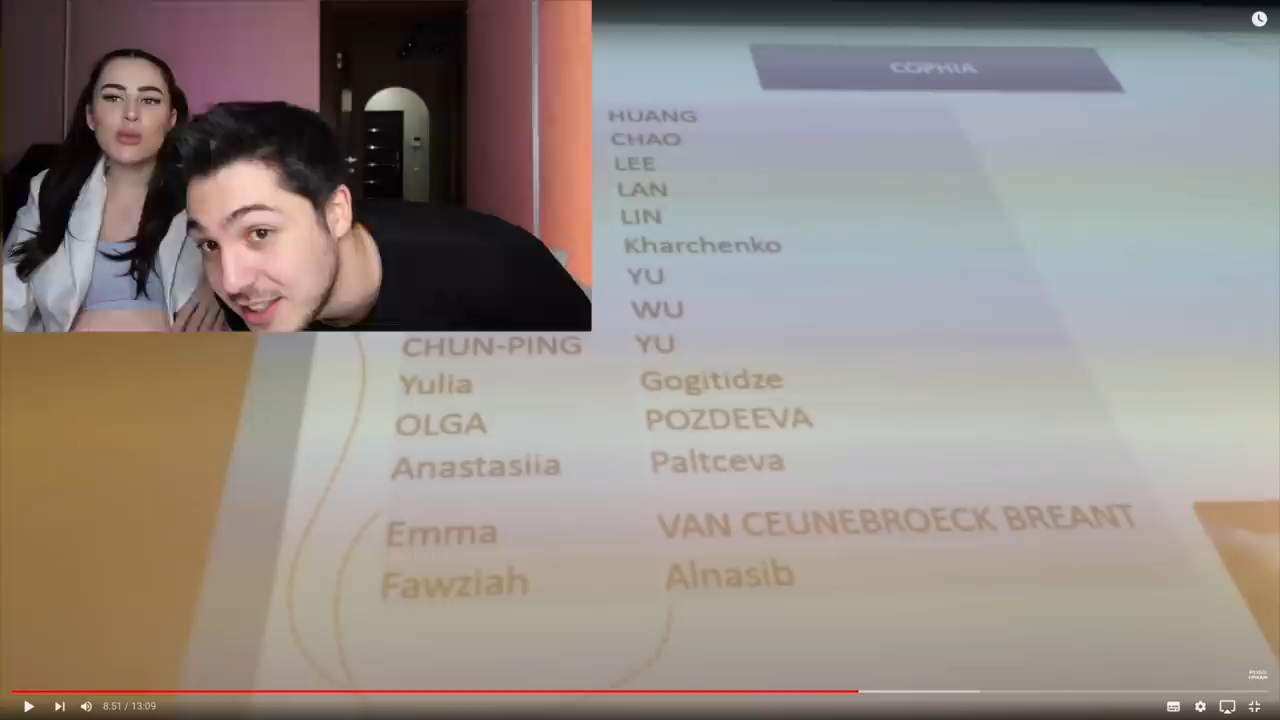 COPHIA
HUANG
CHAO
LEE
LAN
LIN
Kharchenko
YU
WU
CHUN-PING YU
Yulia Gogitidze
OLGA POZDEEVA
Anastasiia Paltceva
Emma VAN CEUNEBROECK BREANT
Fawziah Alnasib
8:51 / 13:09